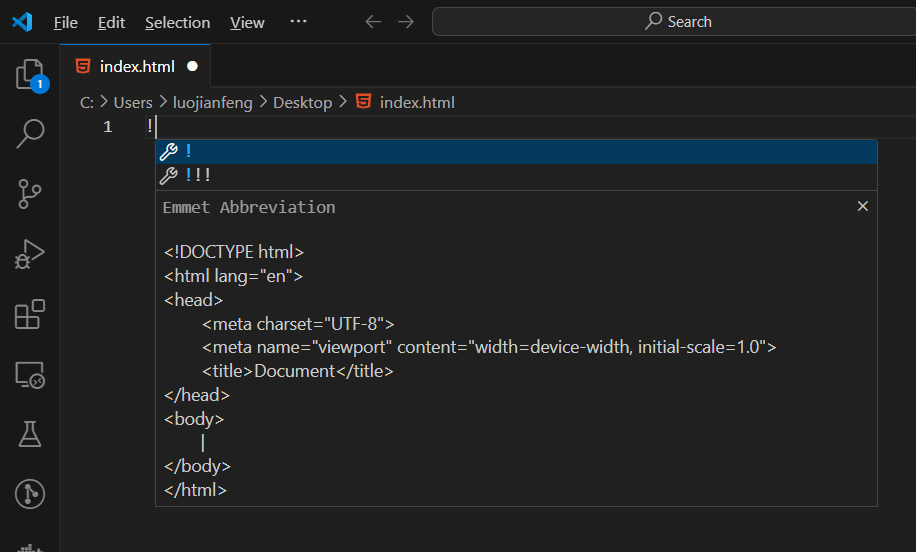 File Edit Selection View ··· Search
1
index.html
C: > Users > luojianfeng > Desktop > index.html
1 !
!
!!!
Emmet Abbreviation
<!DOCTYPE html>
<html lang="en">
<head>
<meta charset="UTF-8">
<meta name="viewport" content="width=device-width, initial-scale=1.0">
<title>Document</title>
</head>
<body>
|
</body>
</html>